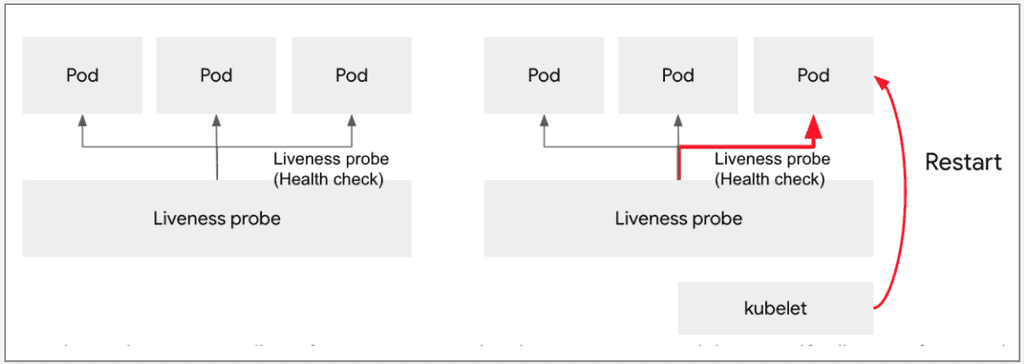 Pod Pod Pod
Liveness probe
(Health check)
Liveness probe
Pod Pod Pod
Liveness probe
(Health check)
Restart
Liveness probe
kubelet